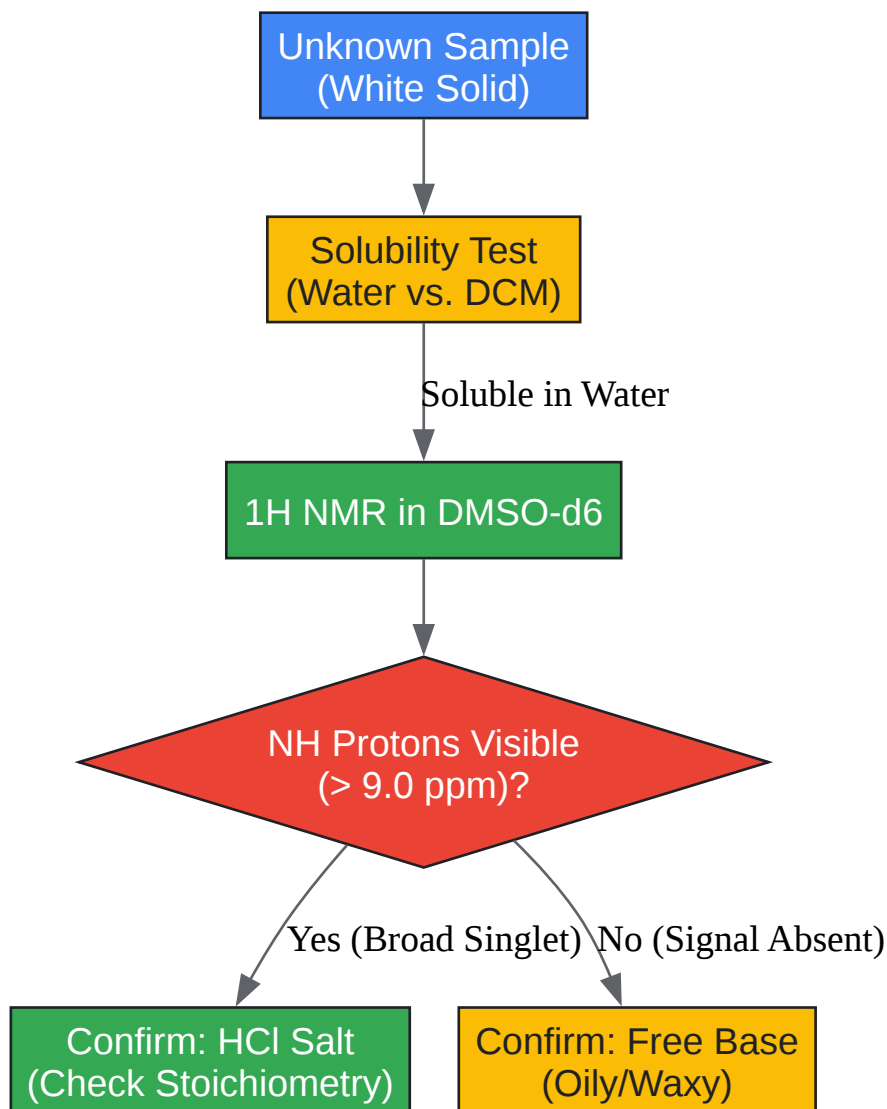 Unknown Sample
(White Solid)
Solubility Test
(Water vs. DCM)
Soluble in Water
1H NMR in DMSO-d6
NH Protons Visible
(> 9.0 ppm)?
Yes (Broad Singlet)
No (Signal Absent)
Confirm: HCl Salt
(Check Stoichiometry)
Confirm: Free Base
(Oily/Waxy)